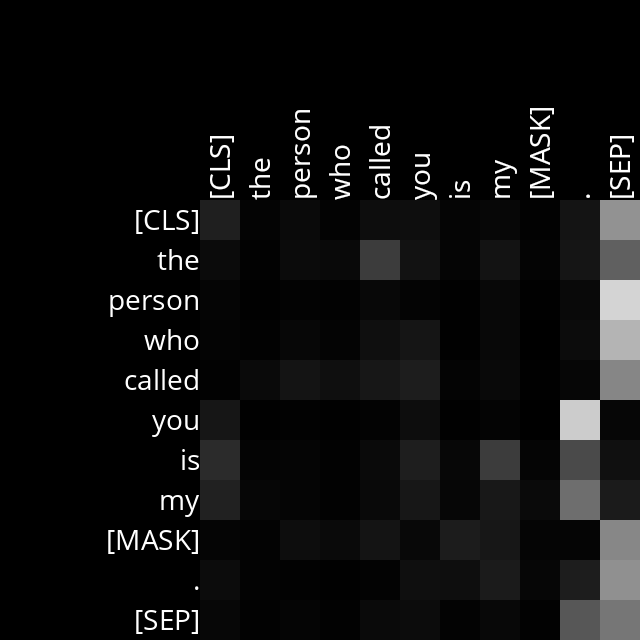 [CLS] the person who called you is my [MASK] . [SEP]
[CLS]
the
person
who
called
you
is
my
[MASK]
.
[SEP]